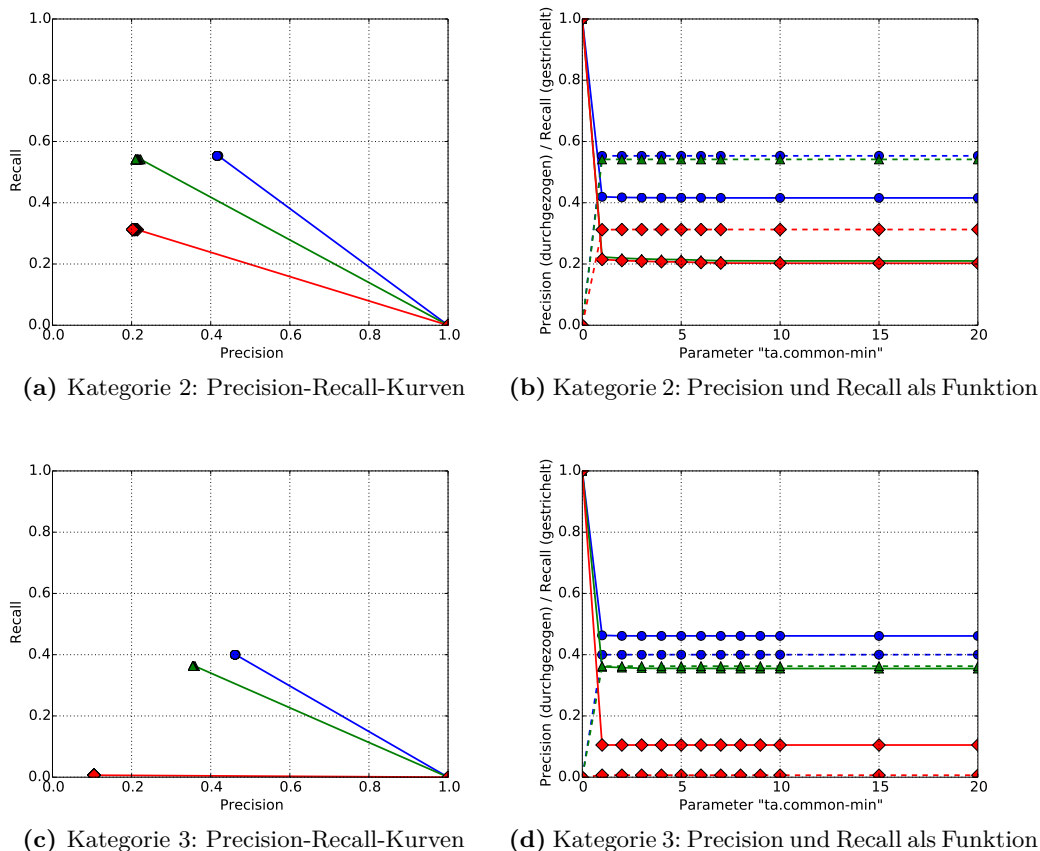 1.0
0.8
0.6
0.4
0.2
0.0
Recall
0.0 0.2 0.4 0.6 0.8 1.0
Precision
(a) Kategorie 2: Precision-Recall-Kurven
1.0
0.8
0.6
0.4
0.2
0.0
Precision (durchgezogen) / Recall (gestrichelt)
0 5 10 15 20
Parameter "ta.common-min"
(b) Kategorie 2: Precision und Recall als Funktion
1.0
0.8
0.6
0.4
0.2
0.0
Recall
0.0 0.2 0.4 0.6 0.8 1.0
Precision
(c) Kategorie 3: Precision-Recall-Kurven
1.0
0.8
0.6
0.4
0.2
0.0
Precision (durchgezogen) / Recall (gestrichelt)
0 5 10 15 20
Parameter "ta.common-min"
(d) Kategorie 3: Precision und Recall als Funktion